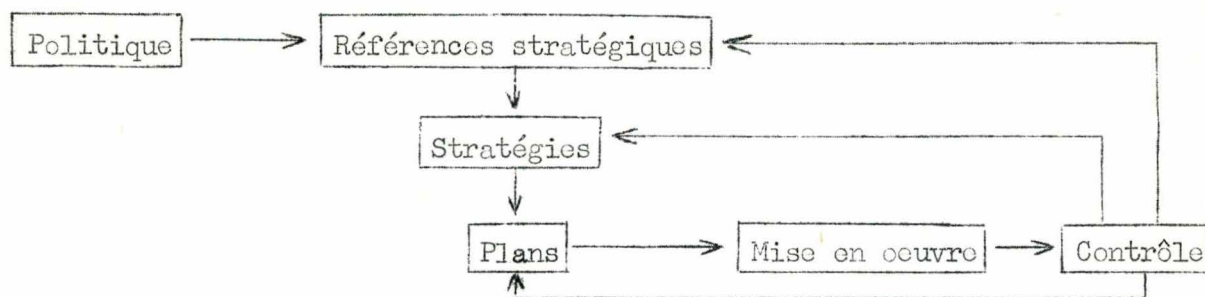 Politique Références stratégiques
Stratégies
Plans Mise en oeuvre Contrôle